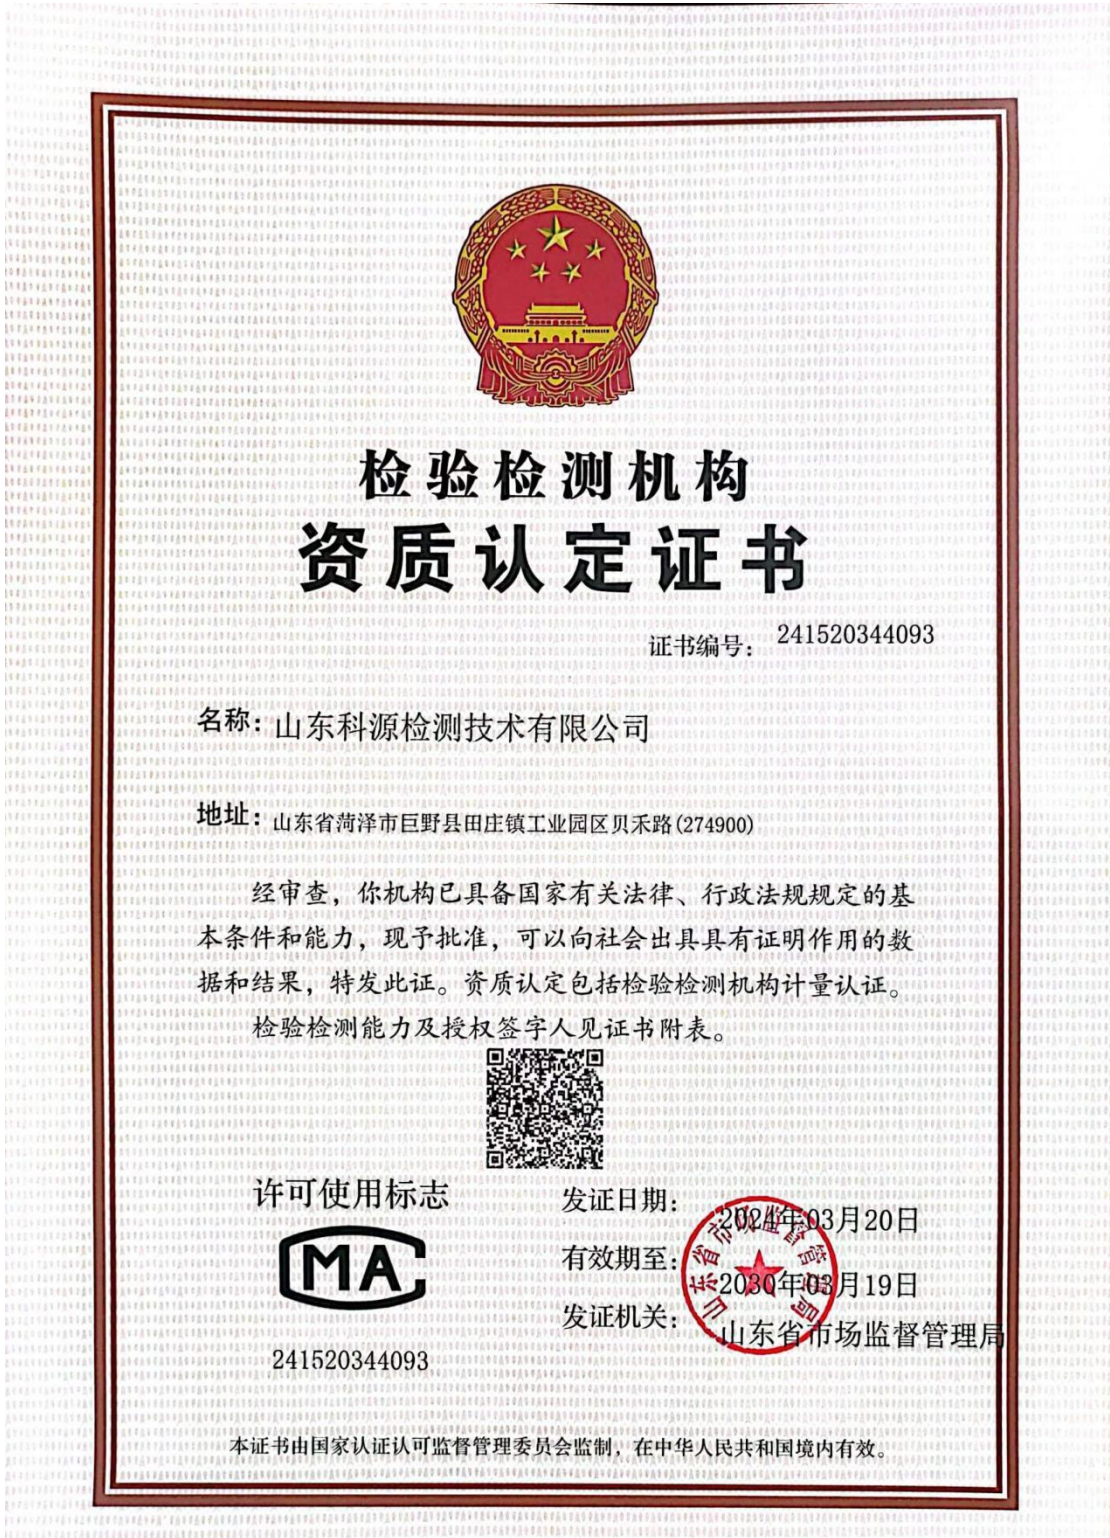 检验检测机构
资质认定证书
证书编号：241520344093
名称：山东科源检测技术有限公司
地址：山东省菏泽市巨野县田庄镇工业园区贝禾路(274900)
经审查，你机构已具备国家有关法律、行政法规规定的基
本条件和能力，现予批准，可以向社会出具具有证明作用的数
据和结果，特发此证。资质认定包括检验检测机构计量认证。
检验检测能力及授权签字人见证书附表。
许可使用标志
MA
241520344093
发证日期：2024年03月20日
有效期至：2030年03月19日
发证机关：山东省市场监督管理局
山东省市场监督管理局
本证书由国家认证认可监督管理委员会监制，在中华人民共和国境内有效。